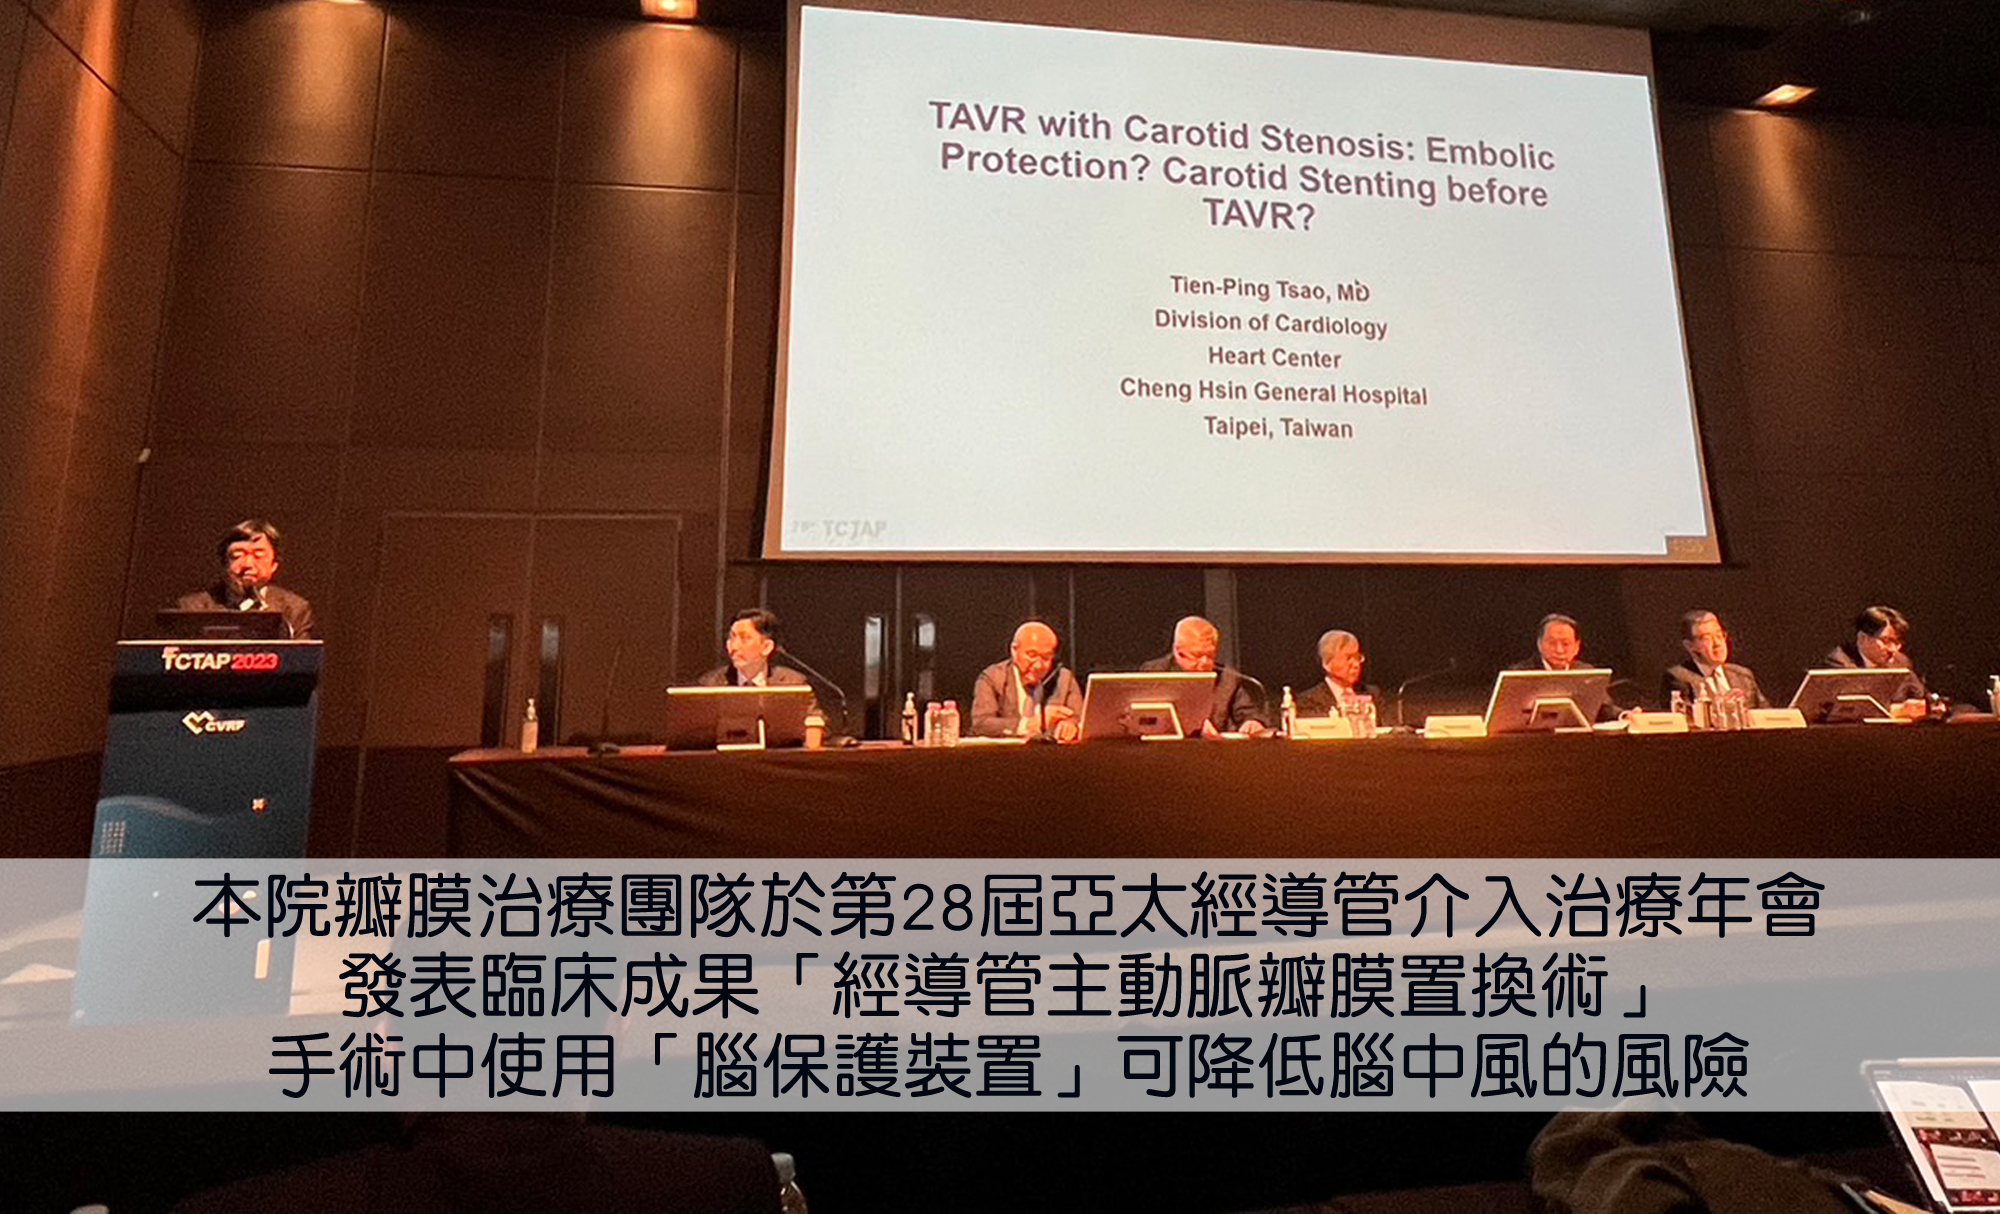 TAVR with Carotid Stenosis: Embolic
Protection? Carotid Stenting before
TAVR?
Tien-Ping Tsao, MD
Division of Cardiology
Heart Center
Cheng Hsin General Hospital
Taipei, Taiwan
TCTAP
TCTAP2023
CVRF
本院瓣膜治療團隊於第28屆亞太經導管介入治療年會
發表臨床成果「經導管主動脈瓣膜置換術」
手術中使用「腦保護裝置」可降低腦中風的風險